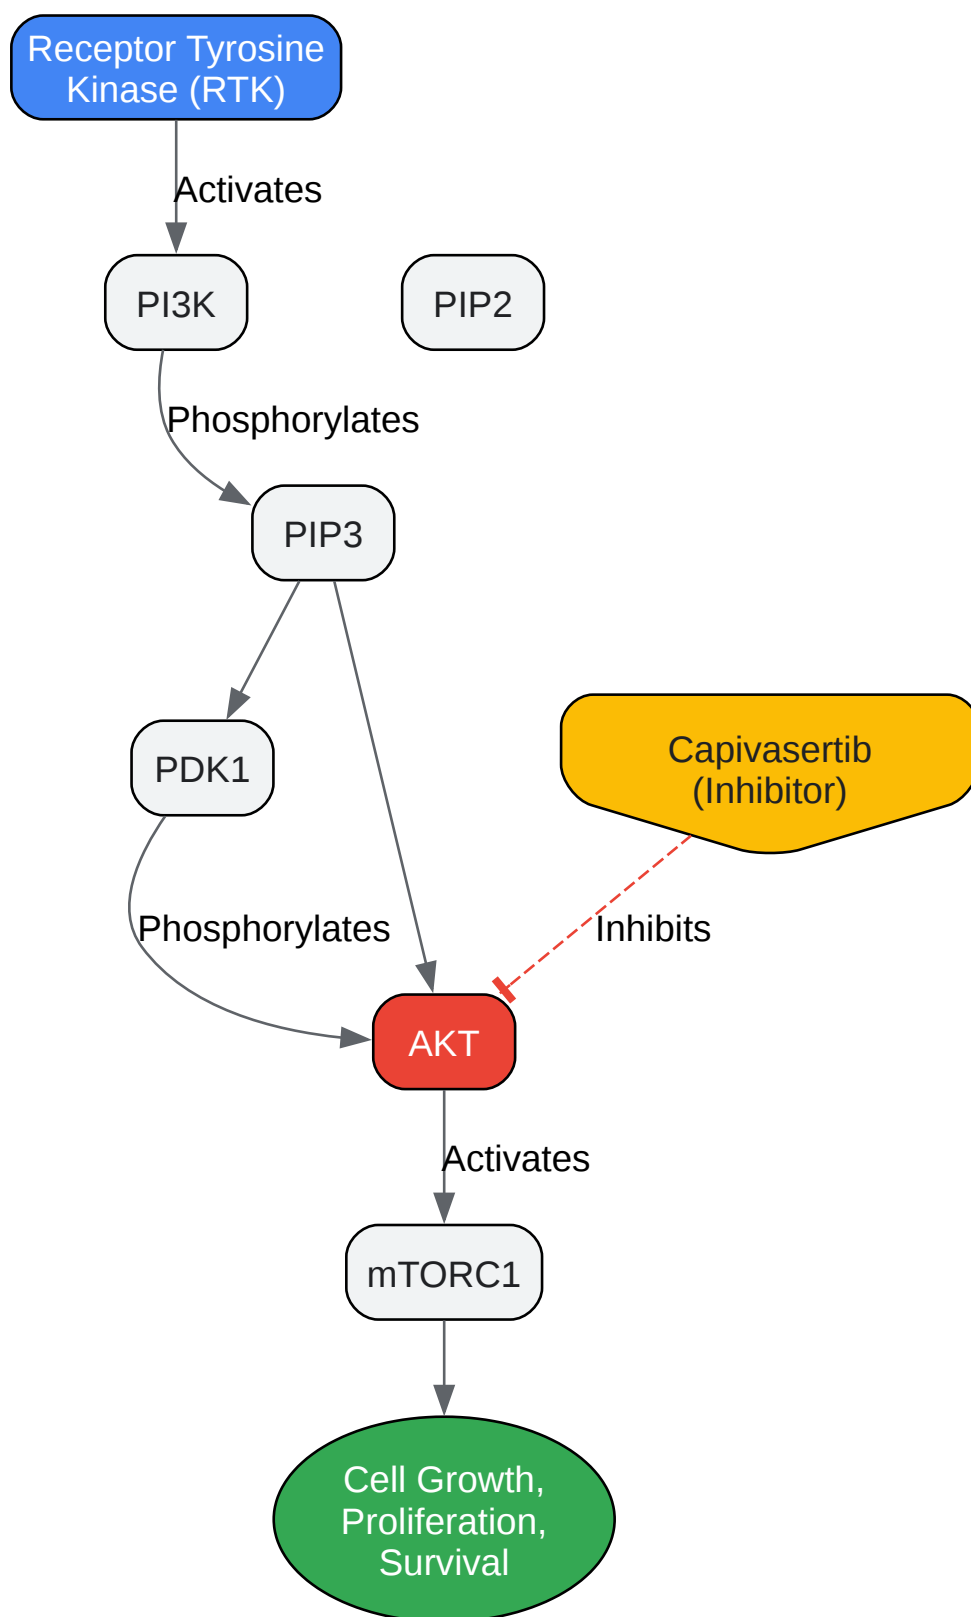 Receptor Tyrosine
Kinase (RTK)
Activates
PI3K
PIP2
Phosphorylates
PIP3
PDK1
Capivasertib
(Inhibitor)
Phosphorylates
Inhibits
AKT
Activates
mTORC1
Cell Growth,
Proliferation,
Survival